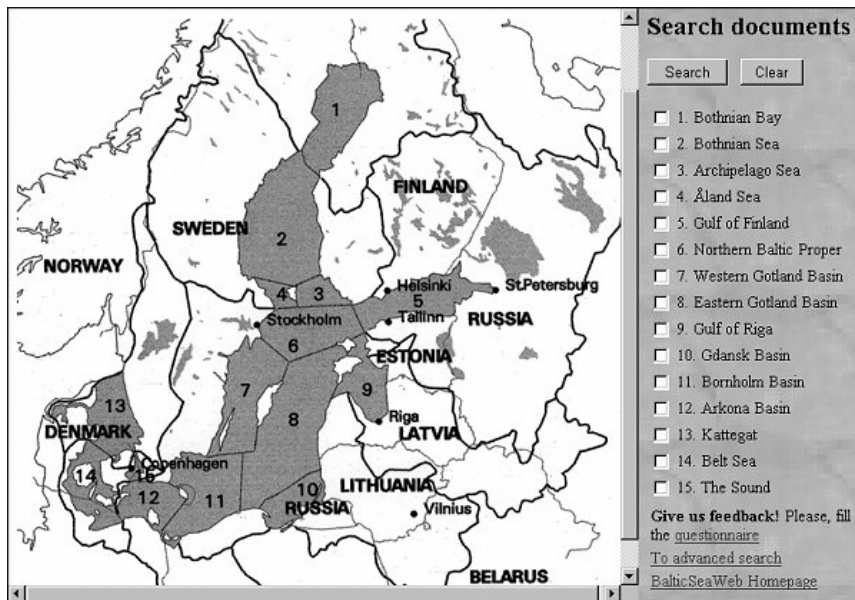 1
FINLAND
SWEDEN
2
NORWAY
4
3
Helsinki
5
St.Petersburg
Stockholm
Tallinn
RUSSIA
6
ESTONIA
7
9
13
8
Riga
DENMARK
LATVIA
Copenhagen
14
15
LITHUANIA
12
11
10
RUSSIA
Vilnius
BELARUS
Search documents
Search Clear
1. Bothnian Bay
2. Bothnian Sea
3. Archipelago Sea
4. Åland Sea
5. Gulf of Finland
6. Northern Baltic Proper
7. Western Gotland Basin
8. Eastern Gotland Basin
9. Gulf of Riga
10. Gdansk Basin
11. Bornholm Basin
12. Arkona Basin
13. Kattegat
14. Belt Sea
15. The Sound
Give us feedback! Please, fill
the questionnaire
To advanced search
BalticSeaWeb Homepage